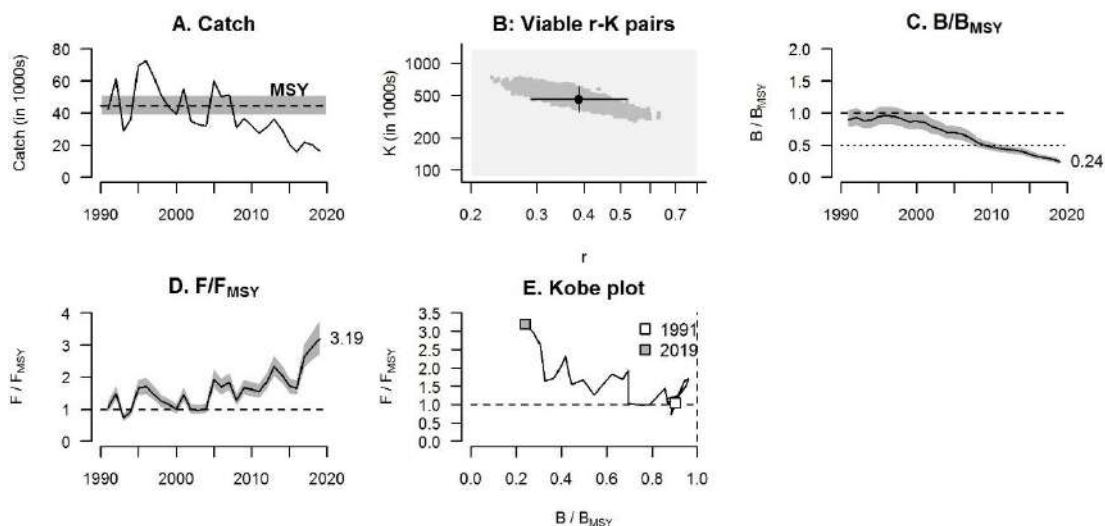 A. Catch
Catch (in 1000s)
80
60
40
20
0
MSY
1990 2000 2010 2020
B: Viable r-K pairs
K (in 1000s)
1000
500
200
100
0.2 0.3 0.4 0.5 0.7
r
C. B/BMSY
B / BMSY
2.0
1.5
1.0
0.5
0.0
0.24
1990 2000 2010 2020
D. F/FMSY
F / FMSY
4
3
2
1
0
3.19
1990 2000 2010 2020
E. Kobe plot
F / FMSY
3.5
3.0
2.5
2.0
1.5
1.0
0.5
0.0
1991
2019
0.0 0.2 0.4 0.6 0.8 1.0
B / BMSY